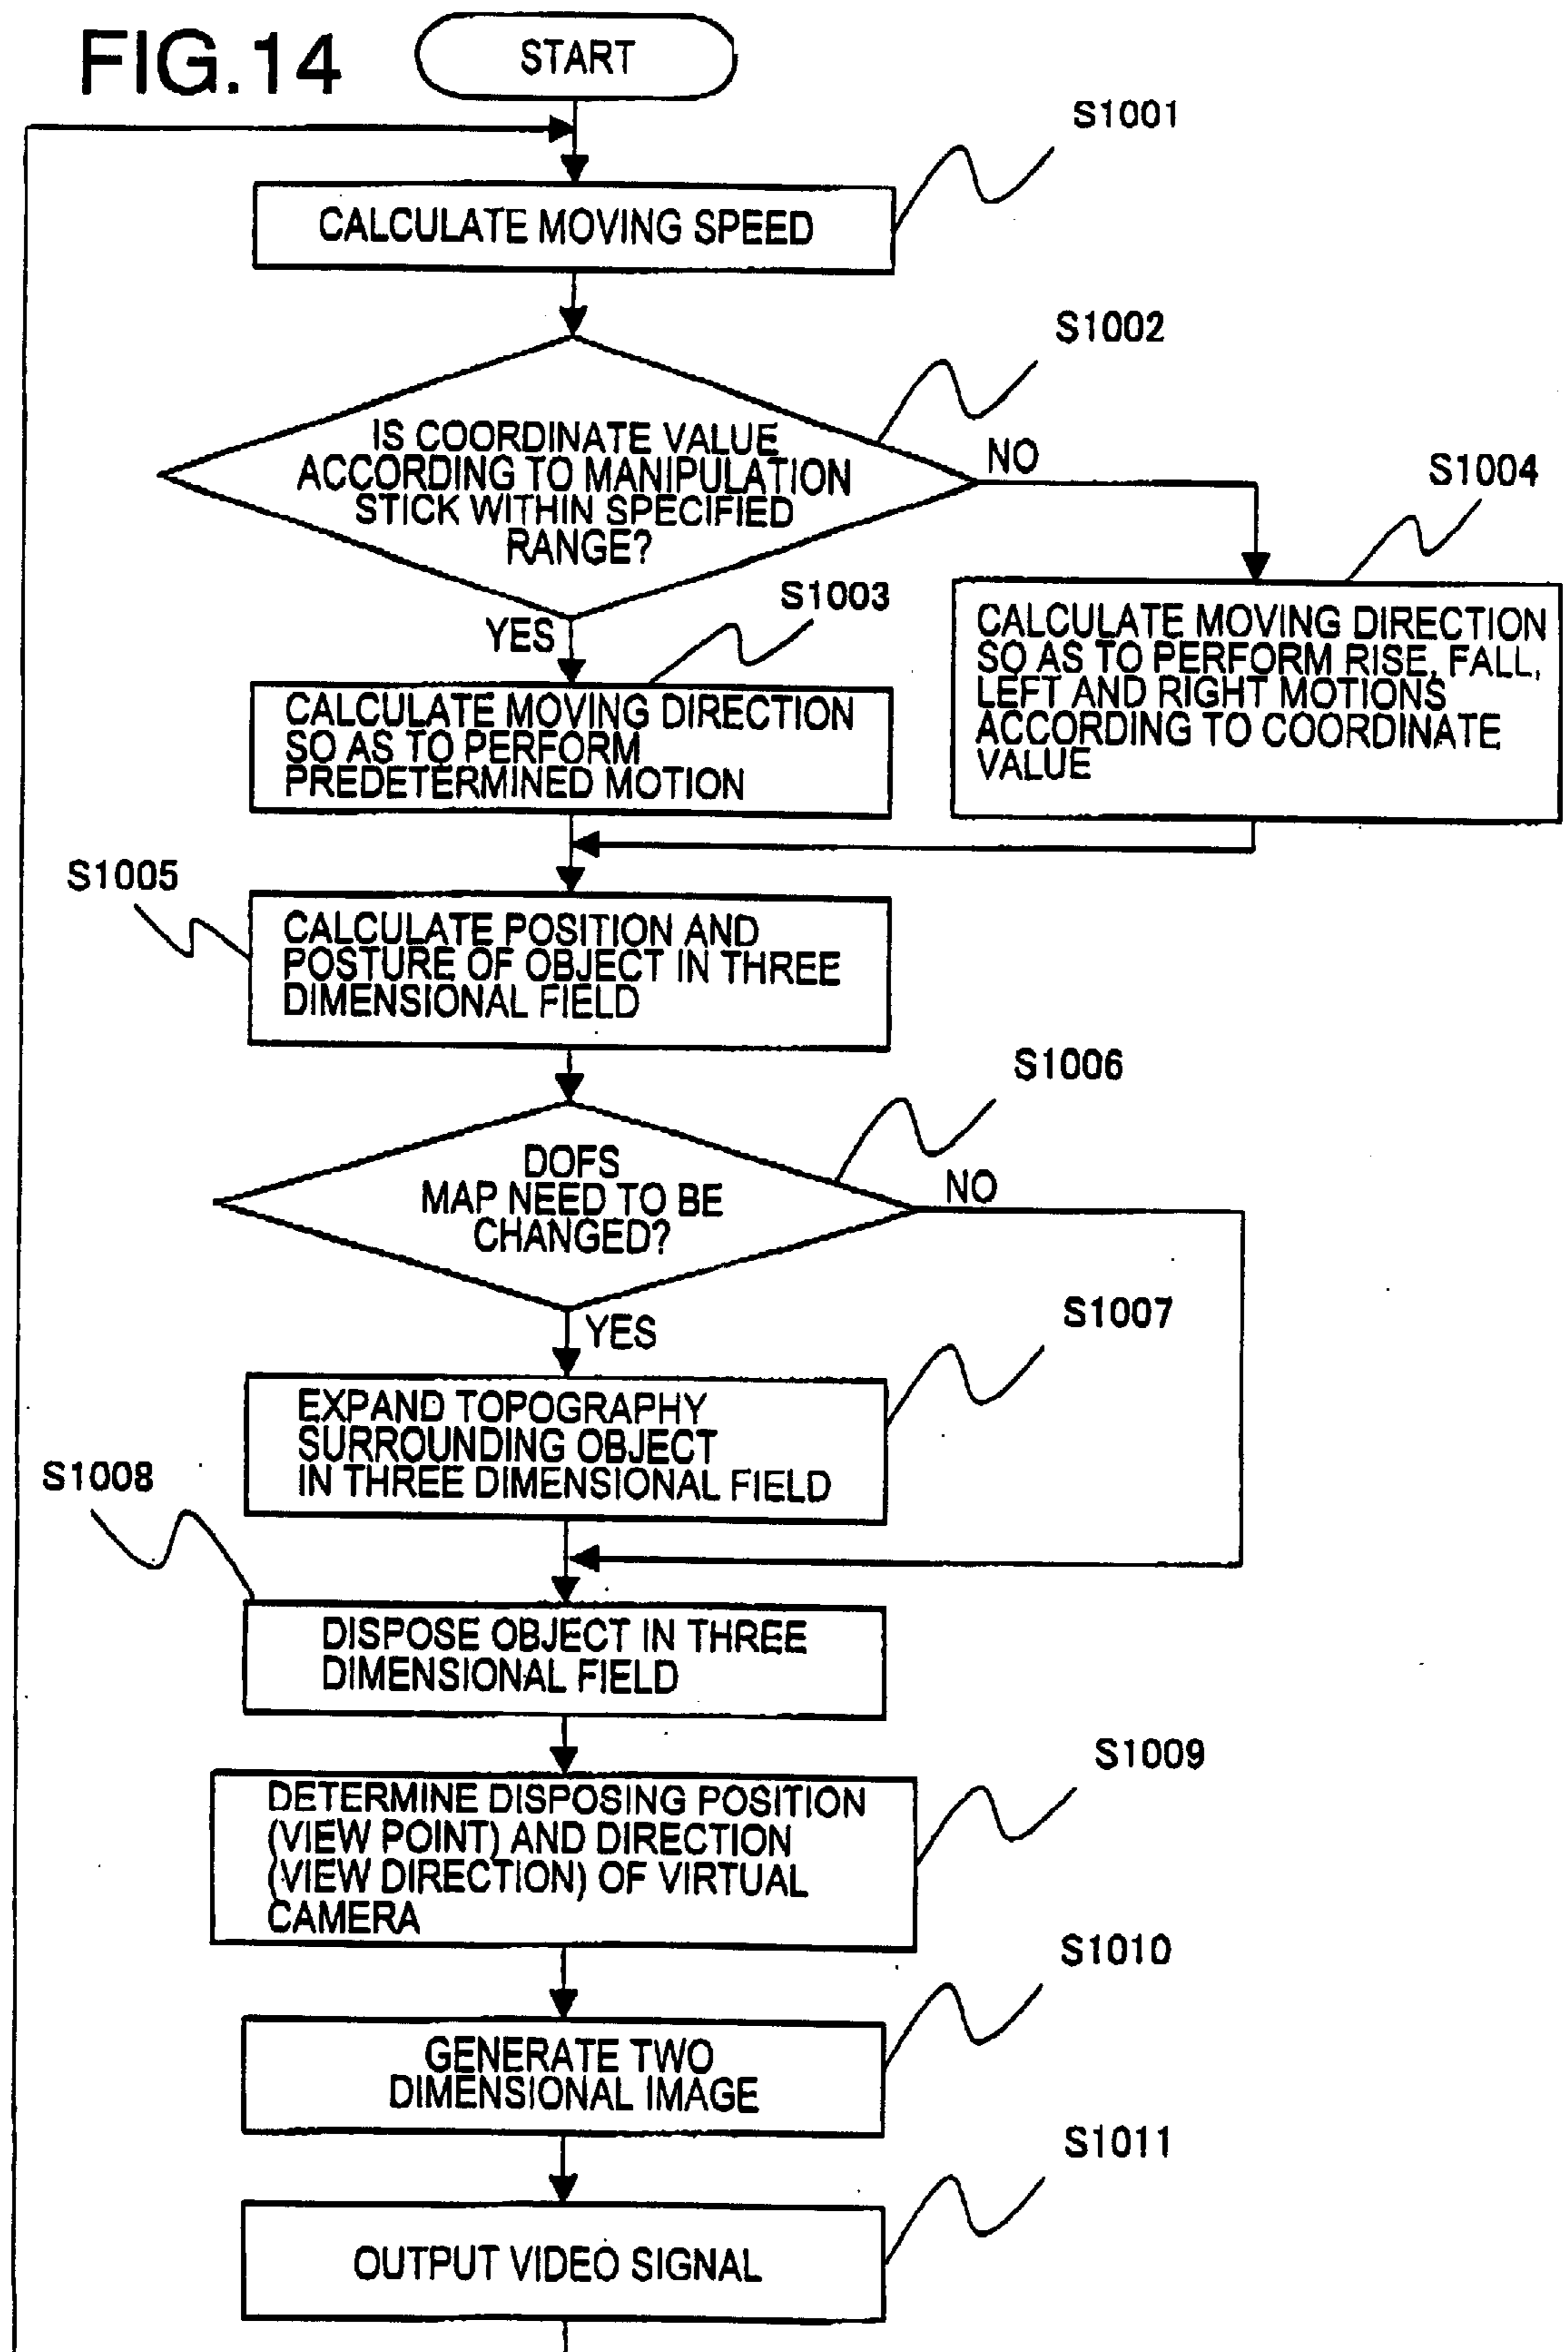 FIG.14
START
S1001
CALCULATE MOVING SPEED
S1002
IS COORDINATE VALUE
ACCORDING TO MANIPULATION
STICK WITHIN SPECIFIED
RANGE?
NO
YES
S1004
CALCULATE MOVING DIRECTION
SO AS TO PERFORM RISE, FALL,
LEFT AND RIGHT MOTIONS
ACCORDING TO COORDINATE
VALUE
S1003
CALCULATE MOVING DIRECTION
SO AS TO PERFORM
PREDETERMINED MOTION
S1005
CALCULATE POSITION AND
POSTURE OF OBJECT IN THREE
DIMENSIONAL FIELD
S1006
DOFS
MAP NEED TO BE
CHANGED?
NO
YES
S1007
EXPAND TOPOGRAPHY
SURROUNDING OBJECT
IN THREE DIMENSIONAL FIELD
S1008
DISPOSE OBJECT IN THREE
DIMENSIONAL FIELD
S1009
DETERMINE DISPOSING POSITION
(VIEW POINT) AND DIRECTION
(VIEW DIRECTION) OF VIRTUAL
CAMERA
S1010
GENERATE TWO
DIMENSIONAL IMAGE
S1011
OUTPUT VIDEO SIGNAL